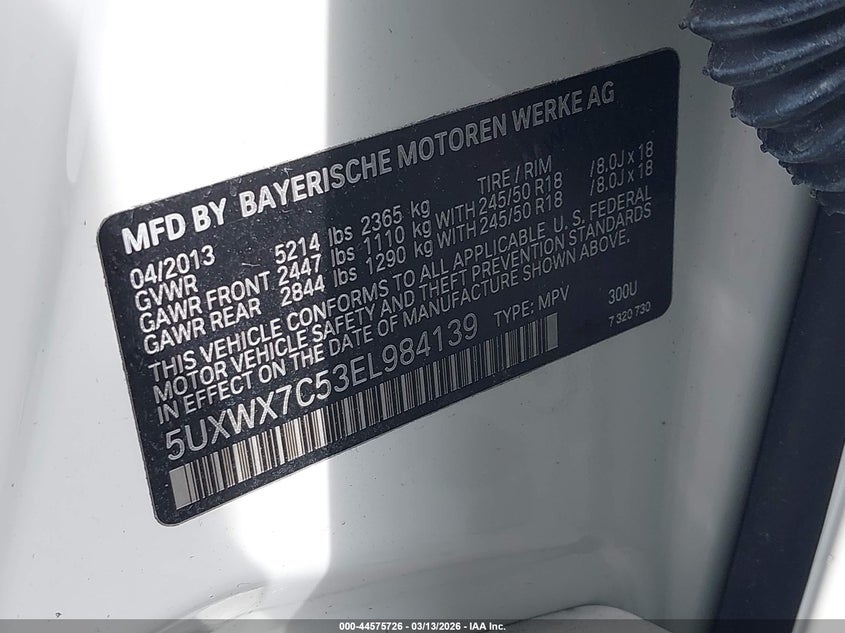 MFD BY BAYERISCHE MOTOREN WERKE AG
04/2013 TIRE / RIM
GVWR 5214 lbs 2365 kg
GAWR FRONT 2447 lbs 1110 kg WITH 245/50 R18 / 8.0J x 18
GAWR REAR 2844 lbs 1290 kg WITH 245/50 R18 / 8.0J x 18
THIS VEHICLE CONFORMS TO ALL APPLICABLE U.S. FEDERAL
MOTOR VEHICLE SAFETY AND THEFT PREVENTION STANDARDS
IN EFFECT ON THE DATE OF MANUFACTURE SHOWN ABOVE.
5UXWX7C53EL984139 TYPE: MPV 300U
7 320 730
000-44575726 - 03/13/2026 - IAA Inc.